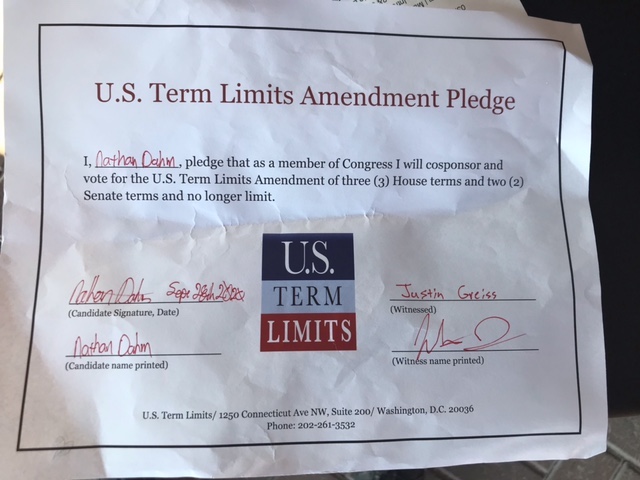 U.S. Term Limits Amendment Pledge
I, Nathan Dahm, pledge that as a member of Congress I will cosponsor and
vote for the U.S. Term Limits Amendment of three (3) House terms and two (2)
Senate terms and no longer limit.
Nathan Dahm Sept 28th
(Candidate Signature, Date)
Nathan Dahm
(Candidate name printed)
U.S.
TERM
LIMITS
Justin Greiss
(Witnessed)
(Witness name printed)
U.S. Term Limits/ 1250 Connecticut Ave NW, Suite 200/ Washington, D.C. 20036
Phone: 202-261-3532